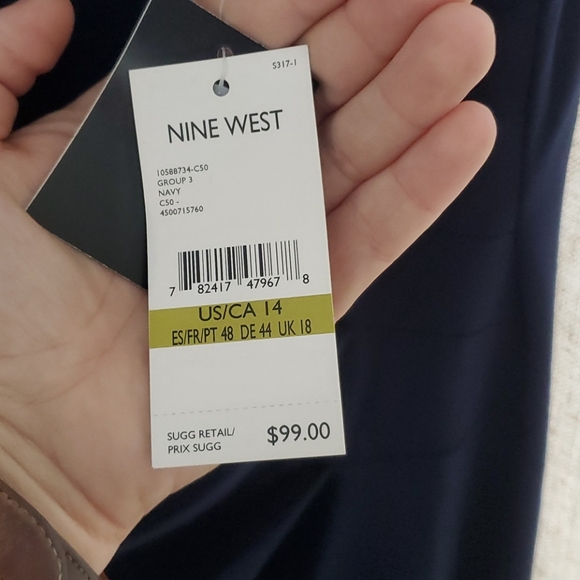 S317-1
NINE WEST
10588734-C50
GROUP 3
NAVY
C50 -
4500715760
7 82417 47967 8
US/CA 14
ES/FR/PT 48 DE 44 UK 18
SUGG RETAIL/
PRIX SUGG
$99.00